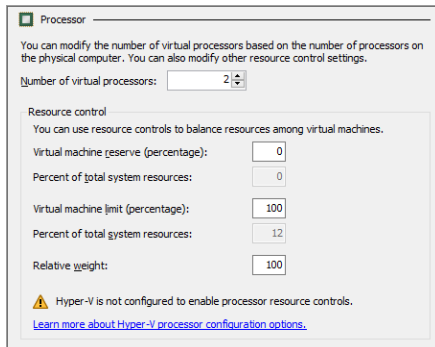 Processor
You can modify the number of virtual processors based on the number of processors on
the physical computer. You can also modify other resource control settings.
Number of virtual processors: 2
Resource control
You can use resource controls to balance resources among virtual machines.
Virtual machine reserve (percentage): 0
Percent of total system resources: 0
Virtual machine limit (percentage): 100
Percent of total system resources: 12
Relative weight: 100
Hyper-V is not configured to enable processor resource controls.
Learn more about Hyper-V processor configuration options.